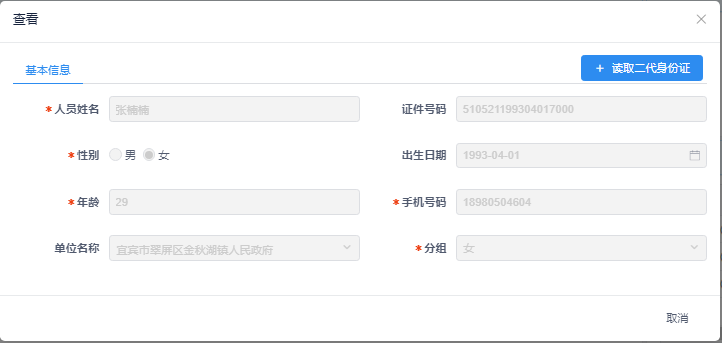 查看
基本信息
+ 读取二代身份证
* 人员姓名 张楠楠 证件号码 510521199304017000
* 性别 男 女 出生日期 1993-04-01
* 年龄 29 * 手机号码 18980504604
单位名称 宜宾市翠屏区金秋湖镇人民政府 * 分组 女
取消